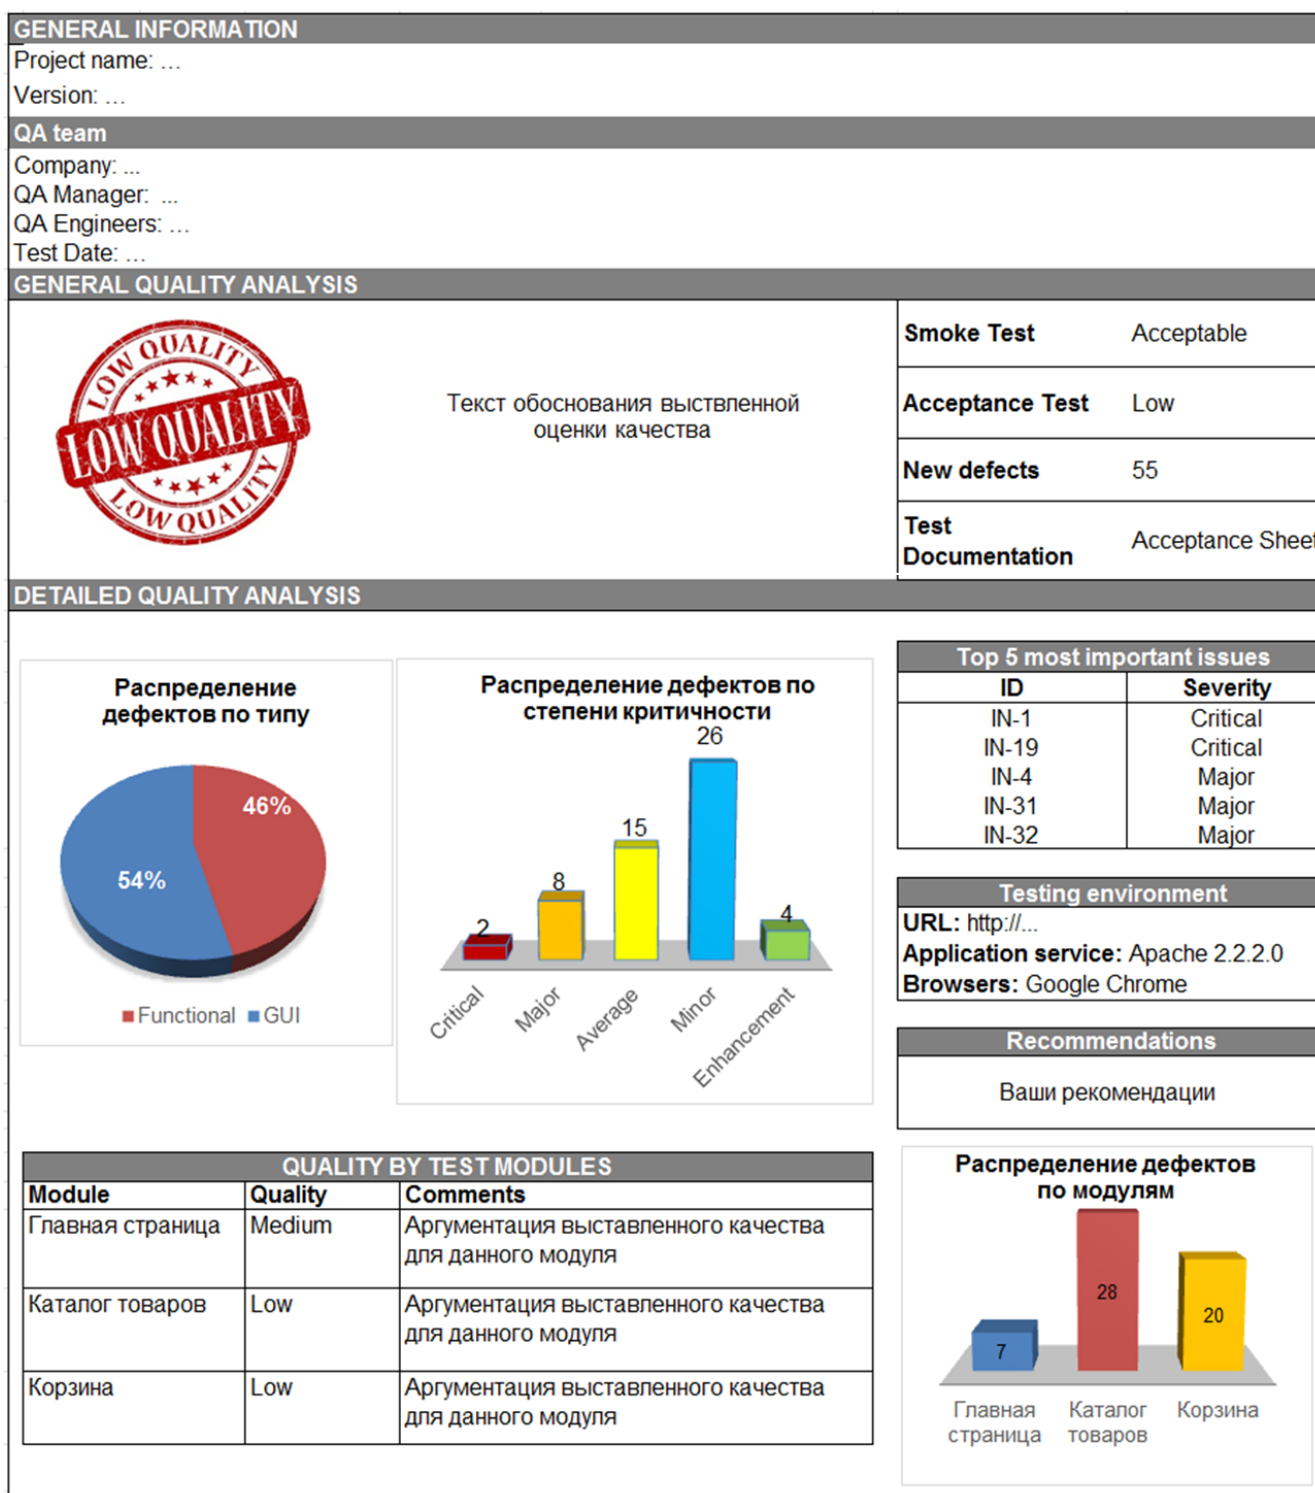 GENERAL INFORMATION
Project name: ...
Version: ...
QA team
Company: ...
QA Manager: ...
QA Engineers: ...
Test Date: ...
GENERAL QUALITY ANALYSIS
LOW QUALITY
LOW QUALITY
LOW QUALITY
Текст обоснования выствленной
оценки качества
Smoke Test Acceptable
Acceptance Test Low
New defects 55
Test
Documentation Acceptance Sheet
DETAILED QUALITY ANALYSIS
Распределение
дефектов по типу
46%
54%
Functional GUI
Распределение дефектов по
степени критичности
26
15
8
2
4
Critical
Major
Average
Minor
Enhancement
Top 5 most important issues
ID Severity
IN-1 Critical
IN-19 Critical
IN-4 Major
IN-31 Major
IN-32 Major
Testing environment
URL: http://...
Application service: Apache 2.2.2.0
Browsers: Google Chrome
Recommendations
Ваши рекомендации
QUALITY BY TEST MODULES
Module Quality Comments
Главная страница Medium Аргументация выставленного качества
для данного модуля
Каталог товаров Low Аргументация выставленного качества
для данного модуля
Корзина Low Аргументация выставленного качества
для данного модуля
Распределение дефектов
по модулям
28
20
7
Главная
страница
Каталог
товаров
Корзина